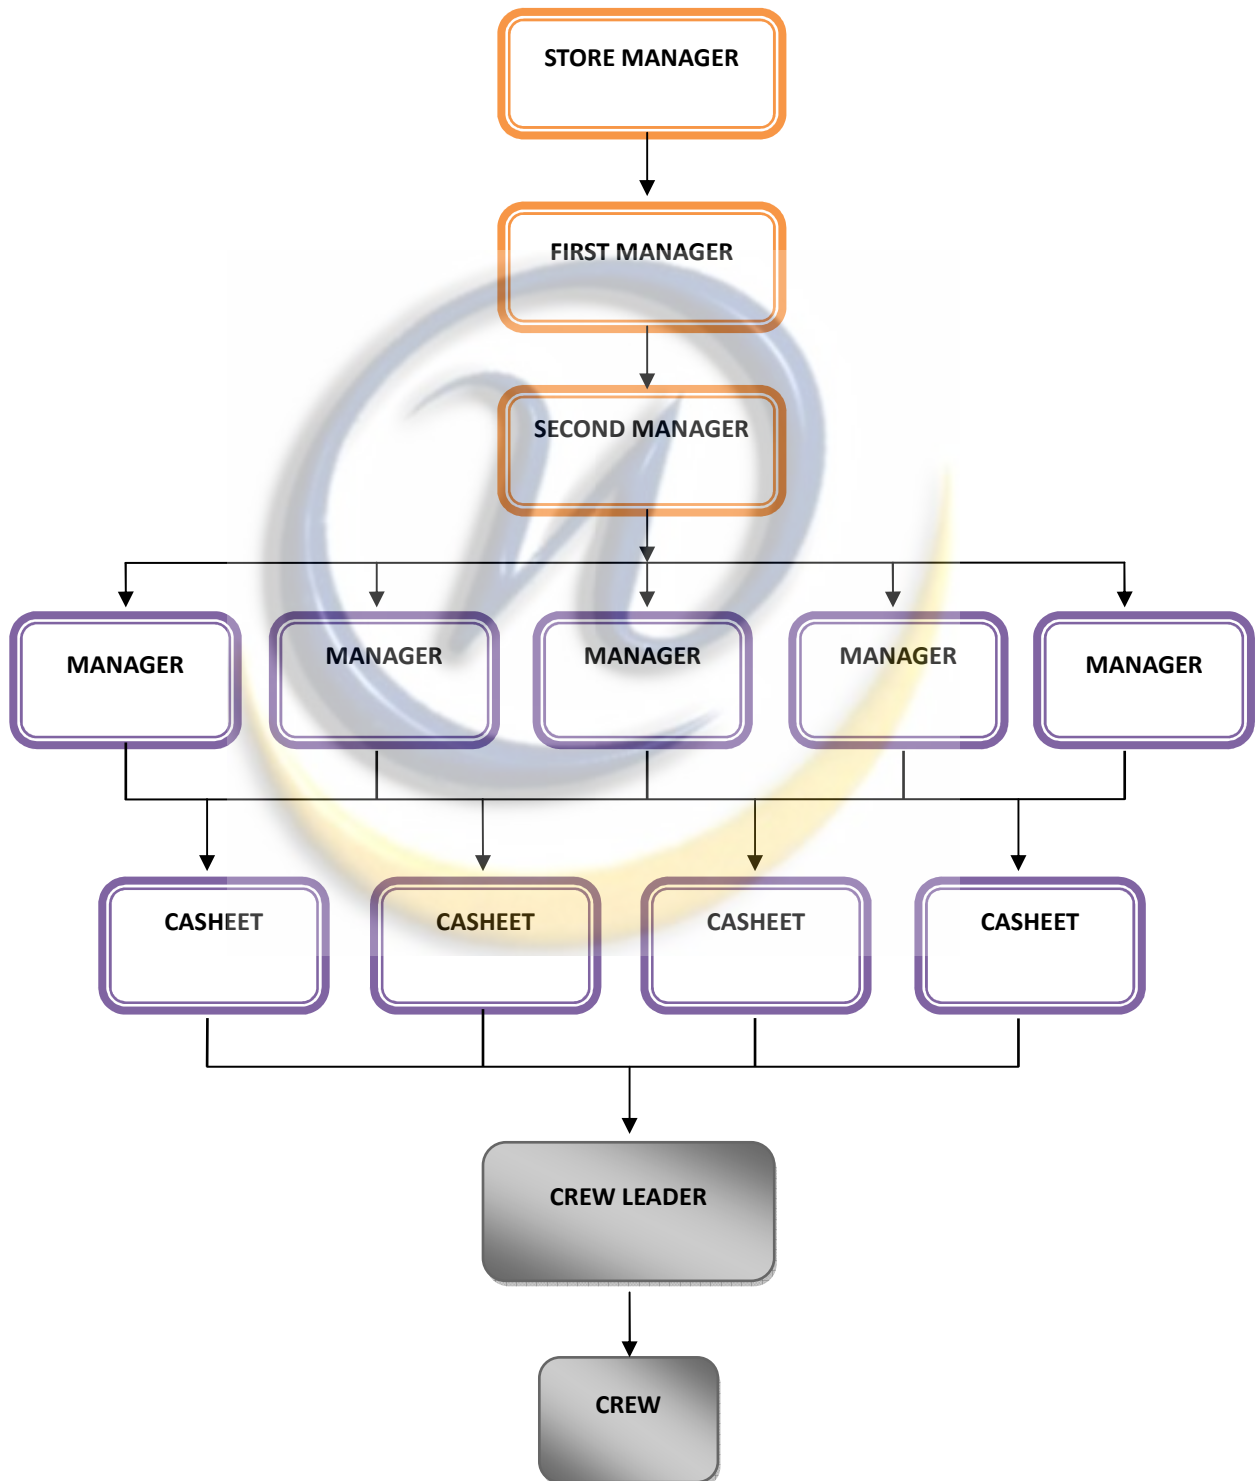 STORE MANAGER
FIRST MANAGER
SECOND MANAGER
MANAGER
MANAGER
MANAGER
MANAGER
MANAGER
CASHEET
CASHEET
CASHEET
CASHEET
CREW LEADER
CREW